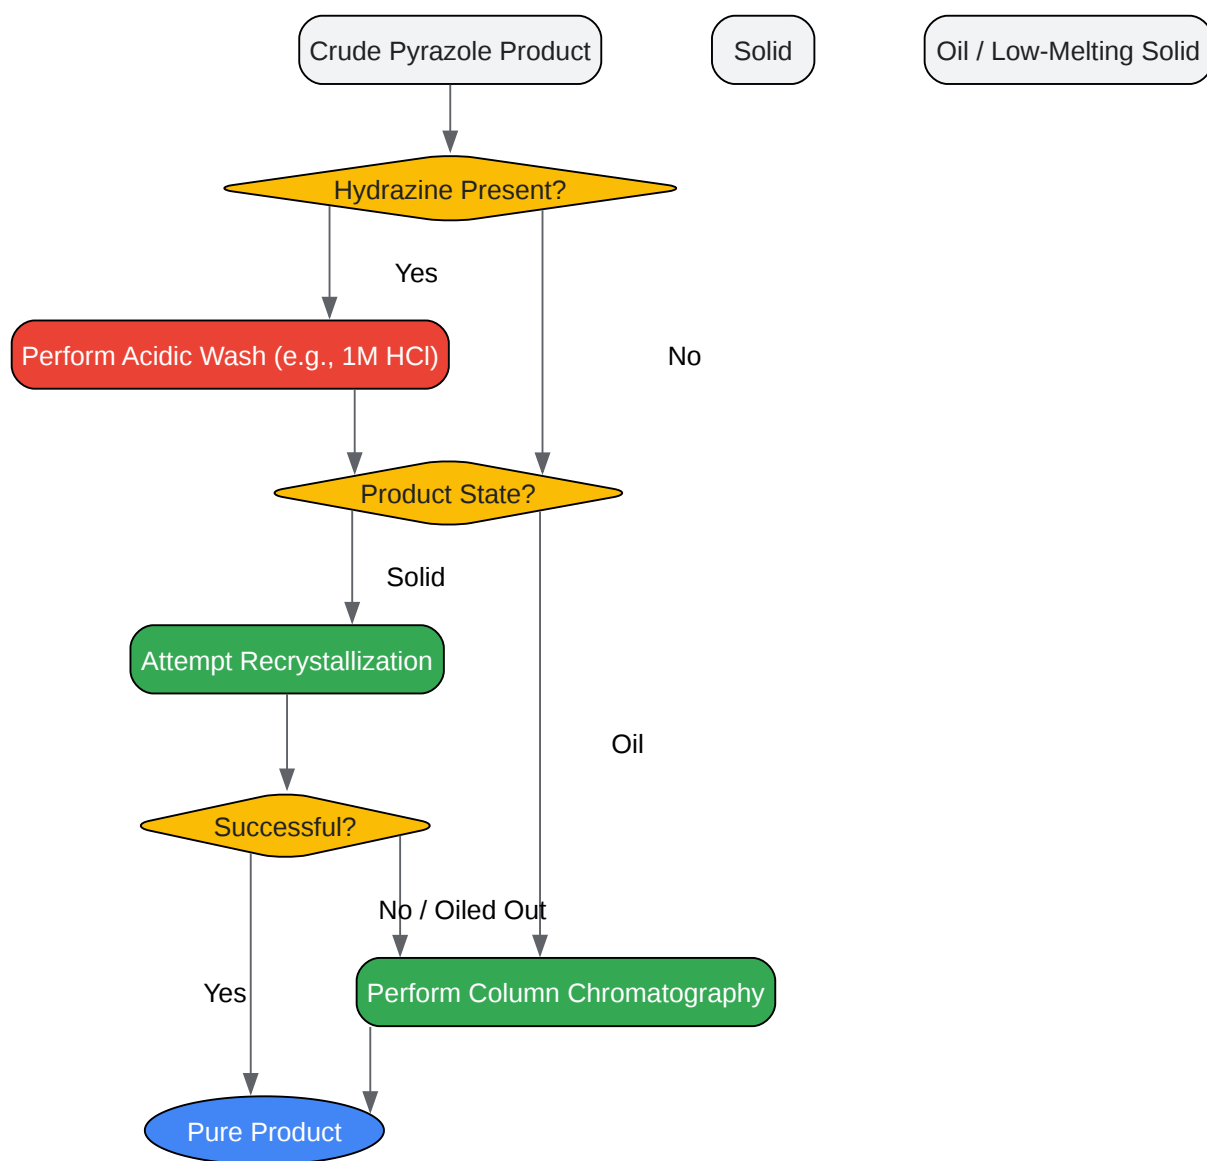 Crude Pyrazole Product
Solid
Oil / Low-Melting Solid
Hydrazine Present?
Yes
Perform Acidic Wash (e.g., 1M HCl)
No
Product State?
Solid
Attempt Recrystallization
Oil
Successful?
No / Oiled Out
Yes
Perform Column Chromatography
Pure Product